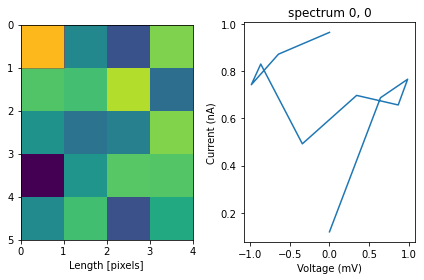 spectrum 0, 0
0
1
2
3
4
5
0 1 2 3 4
Length [pixels]
Current (nA)
1.0
0.8
0.6
0.4
0.2
-1.0 -0.5 0.0 0.5 1.0
Voltage (mV)